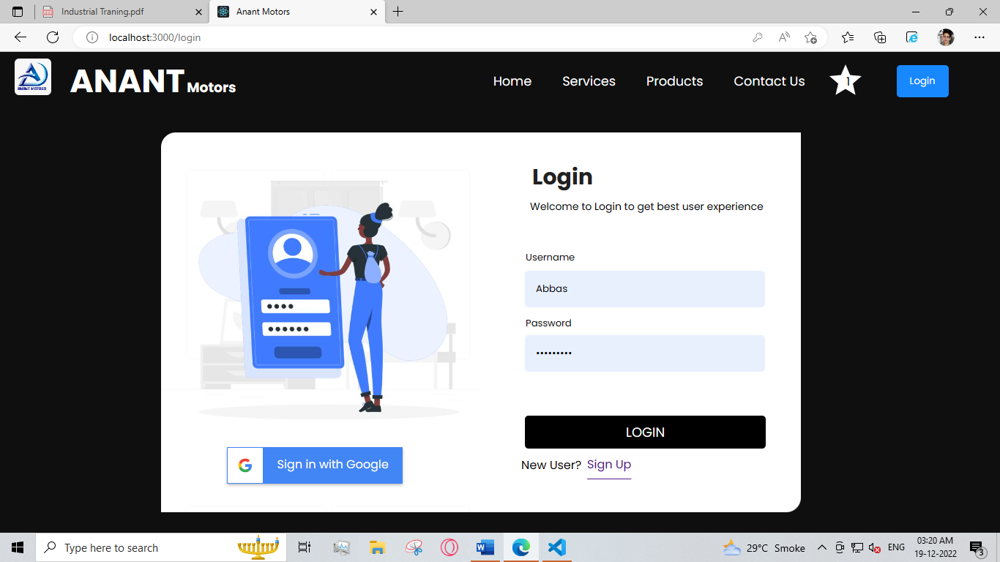 Industrial Traning.pdf
Anant Motors
localhost:3000/login
ANANT MOTORS
ANANT Motors
Home
Services
Products
Contact Us
1
Login
Login
Welcome to Login to get best user experience
Username
Abbas
Password
•••••••••
LOGIN
New User? Sign Up
Sign in with Google
Type here to search
29°C Smoke
ENG
03:20 AM
19-12-2022
3